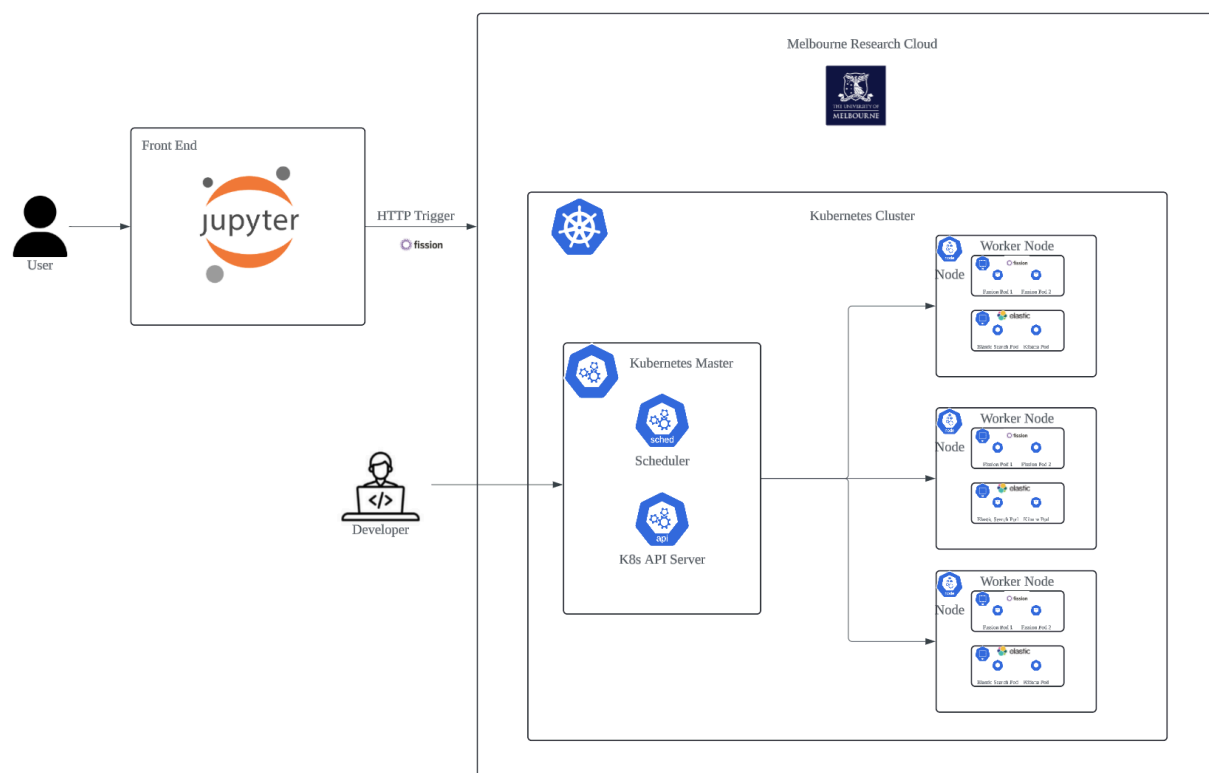 Melbourne Research Cloud
THE UNIVERSITY OF
MELBOURNE
Front End
jupyter
User
HTTP Trigger
fission
Kubernetes Cluster
Kubernetes Master
sched
Scheduler
api
K8s API Server
Developer
</>
Worker Node
node
Node
fission
Fission Pod 1 Fission Pod 2
elastic
Elastic Search Pod Kibana Pod
Worker Node
node
Node
fission
Fission Pod 1 Fission Pod 2
elastic
Elastic Search Pod Kibana Pod
Worker Node
node
Node
fission
Fission Pod 1 Fission Pod 2
elastic
Elastic Search Pod Kibana Pod